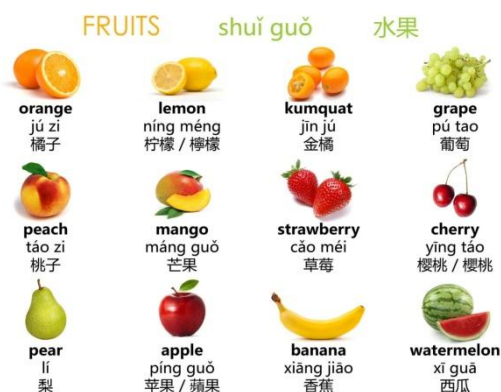 FRUITS shuǐ guǒ 水果
orange lemon kumquat grape
jú zi níng méng jīn jú pú tao
橘子 柠檬 / 檸檬 金橘 葡萄
peach mango strawberry cherry
táo zi máng guǒ cǎo méi yīng táo
桃子 芒果 草莓 樱桃 / 櫻桃
pear apple banana watermelon
lí píng guǒ xiāng jiāo xī guā
梨 苹果 / 蘋果 香蕉 西瓜